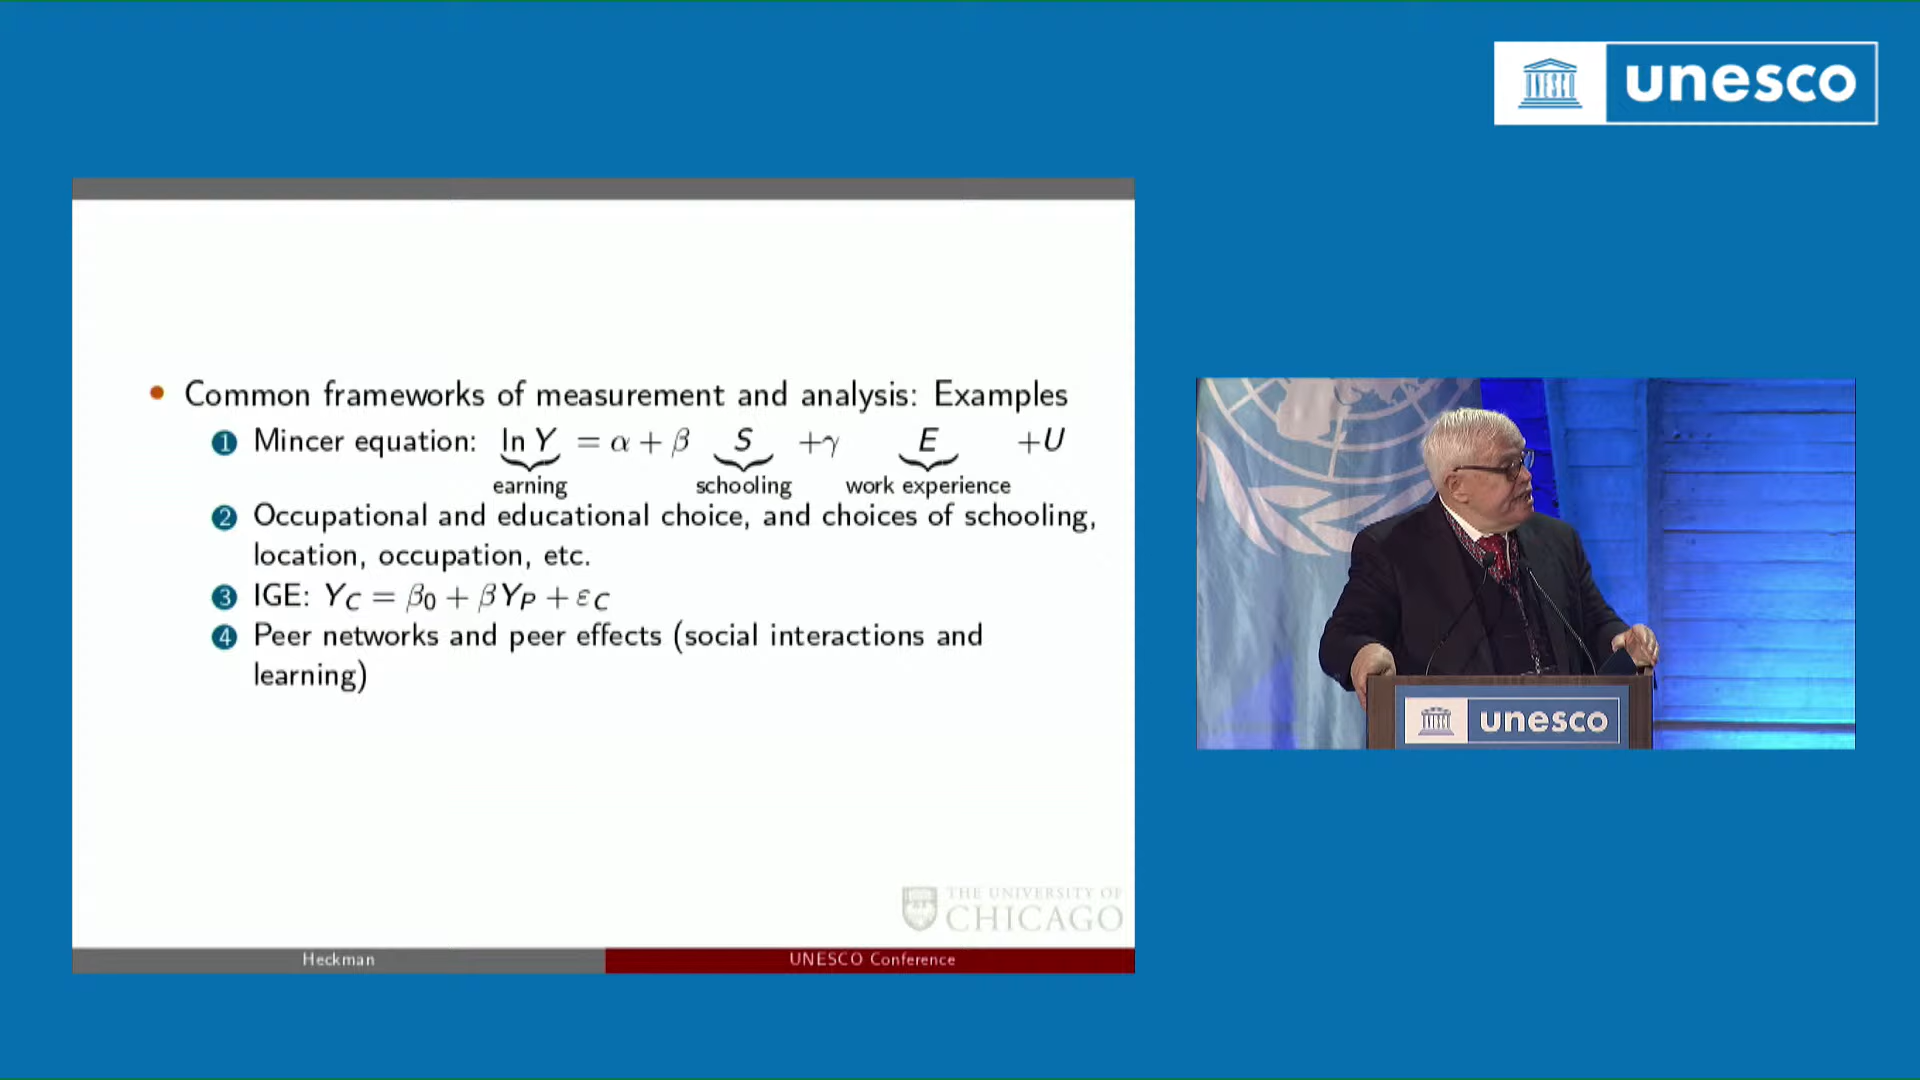 unesco
• Common frameworks of measurement and analysis: Examples
1 Mincer equation: ln Y = α + β S + γ E + U
earning schooling work experience
2 Occupational and educational choice, and choices of schooling,
location, occupation, etc.
3 IGE: Y_C = β_0 + βY_P + ε_C
4 Peer networks and peer effects (social interactions and
learning)
THE UNIVERSITY OF
CHICAGO
Heckman UNESCO Conference
unesco